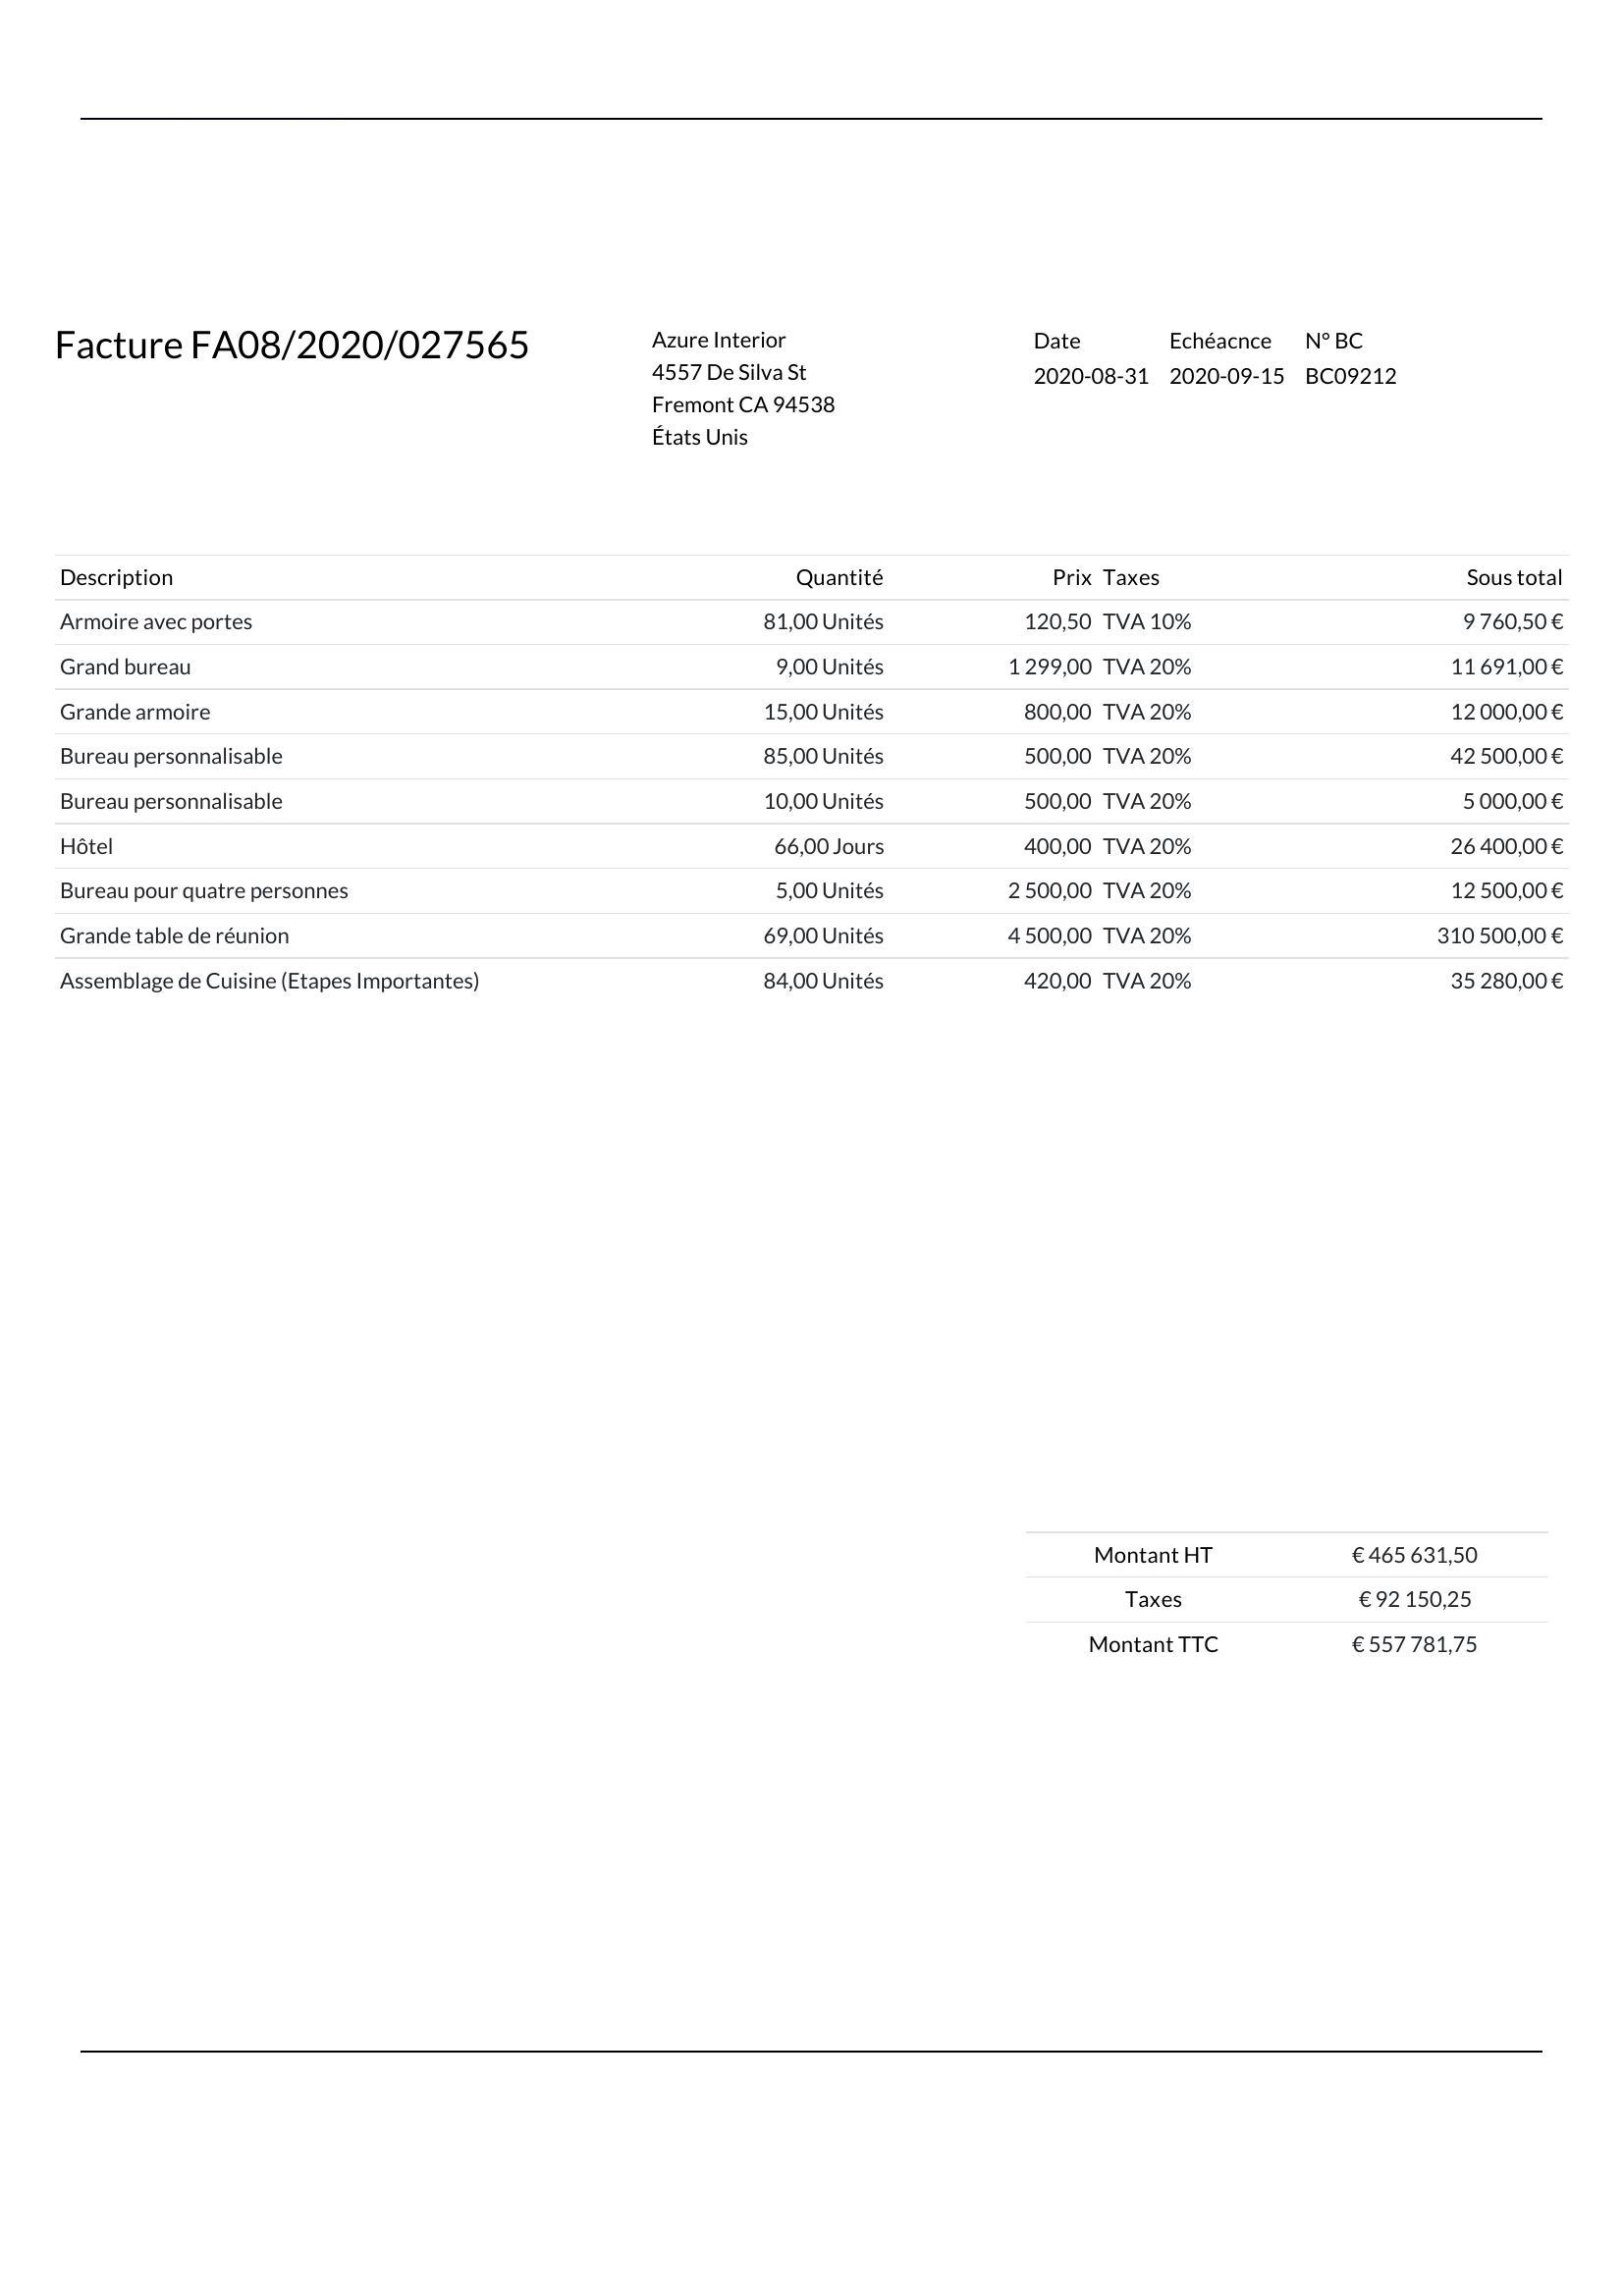 Facture FA08/2020/027565
Azure Interior
4557 De Silva St
Fremont CA 94538
États Unis
Date Echéacnce N° BC
2020-08-31 2020-09-15 BC09212
Description Quantité Prix Taxes Sous total
Armoire avec portes 81,00 Unités 120,50 TVA 10% 9 760,50 €
Grand bureau 9,00 Unités 1 299,00 TVA 20% 11 691,00 €
Grande armoire 15,00 Unités 800,00 TVA 20% 12 000,00 €
Bureau personnalisable 85,00 Unités 500,00 TVA 20% 42 500,00 €
Bureau personnalisable 10,00 Unités 500,00 TVA 20% 5 000,00 €
Hôtel 66,00 Jours 400,00 TVA 20% 26 400,00 €
Bureau pour quatre personnes 5,00 Unités 2 500,00 TVA 20% 12 500,00 €
Grande table de réunion 69,00 Unités 4 500,00 TVA 20% 310 500,00 €
Assemblage de Cuisine (Etapes Importantes) 84,00 Unités 420,00 TVA 20% 35 280,00 €
Montant HT € 465 631,50
Taxes € 92 150,25
Montant TTC € 557 781,75